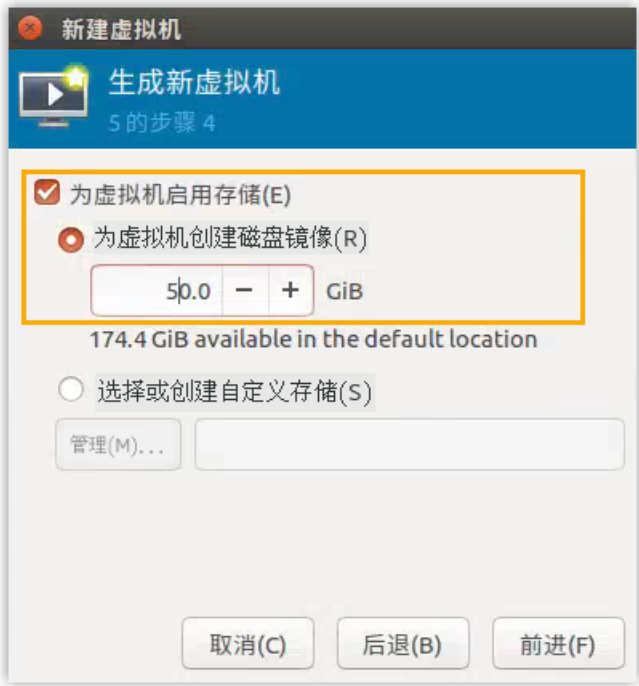 新建虚拟机
生成新虚拟机
5 的步骤 4
为虚拟机启用存储(E)
为虚拟机创建磁盘镜像(R)
50.0 − + GiB
174.4 GiB available in the default location
选择或创建自定义存储(S)
管理(M)...
取消(C) 后退(B) 前进(F)